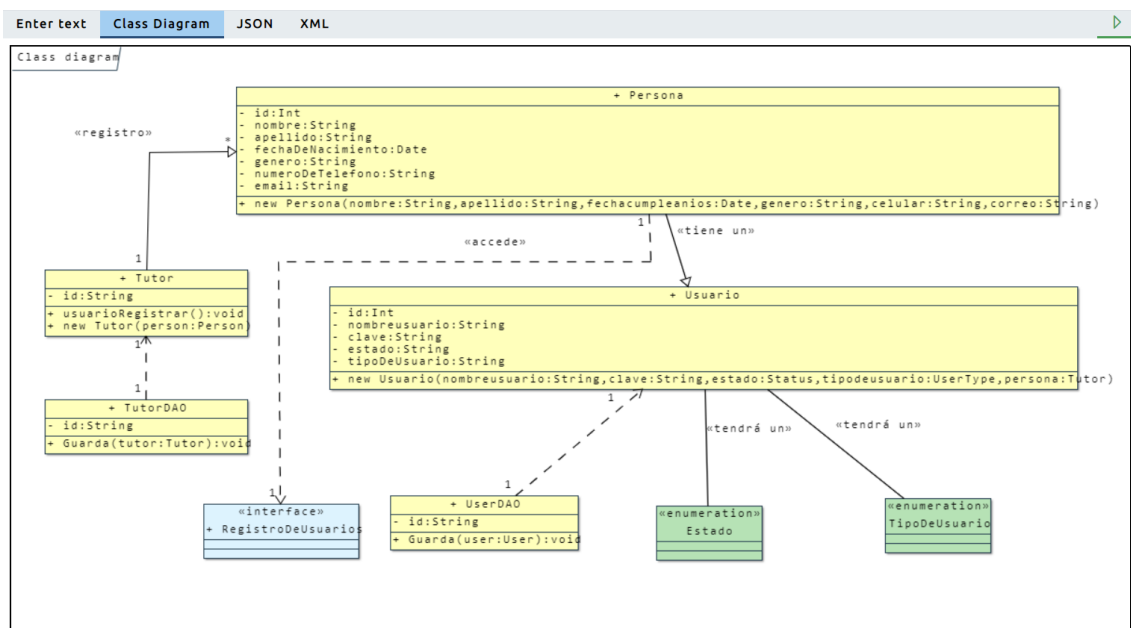 Enter text Class Diagram JSON XML
Class diagram
+ Persona
- id:Int
- nombre:String
- apellido:String
- fechaDeNacimiento:Date
- genero:String
- numeroDeTelefono:String
- email:String
+ new Persona(nombre:String,apellido:String,fechacumpleanios:Date,genero:String,celular:String,correo:String)
«registro»
*
1
1
«accede»
«tiene un»
+ Tutor
- id:String
+ usuarioRegistrar():void
+ new Tutor(person:Person)
1
1
+ Usuario
- id:Int
- nombreusuario:String
- clave:String
- estado:String
- tipoDeUsuario:String
+ new Usuario(nombreusuario:String,clave:String,estado:Status,tipodeusuario:UserType,persona:Tutor)
+ TutorDAO
- id:String
+ Guarda(tutor:Tutor):void
1
«tendrá un»
«tendrá un»
1
1
«interface»
+ RegistroDeUsuarios
+ UserDAO
- id:String
+ Guarda(user:User):void
«enumeration»
Estado
«enumeration»
TipoDeUsuario